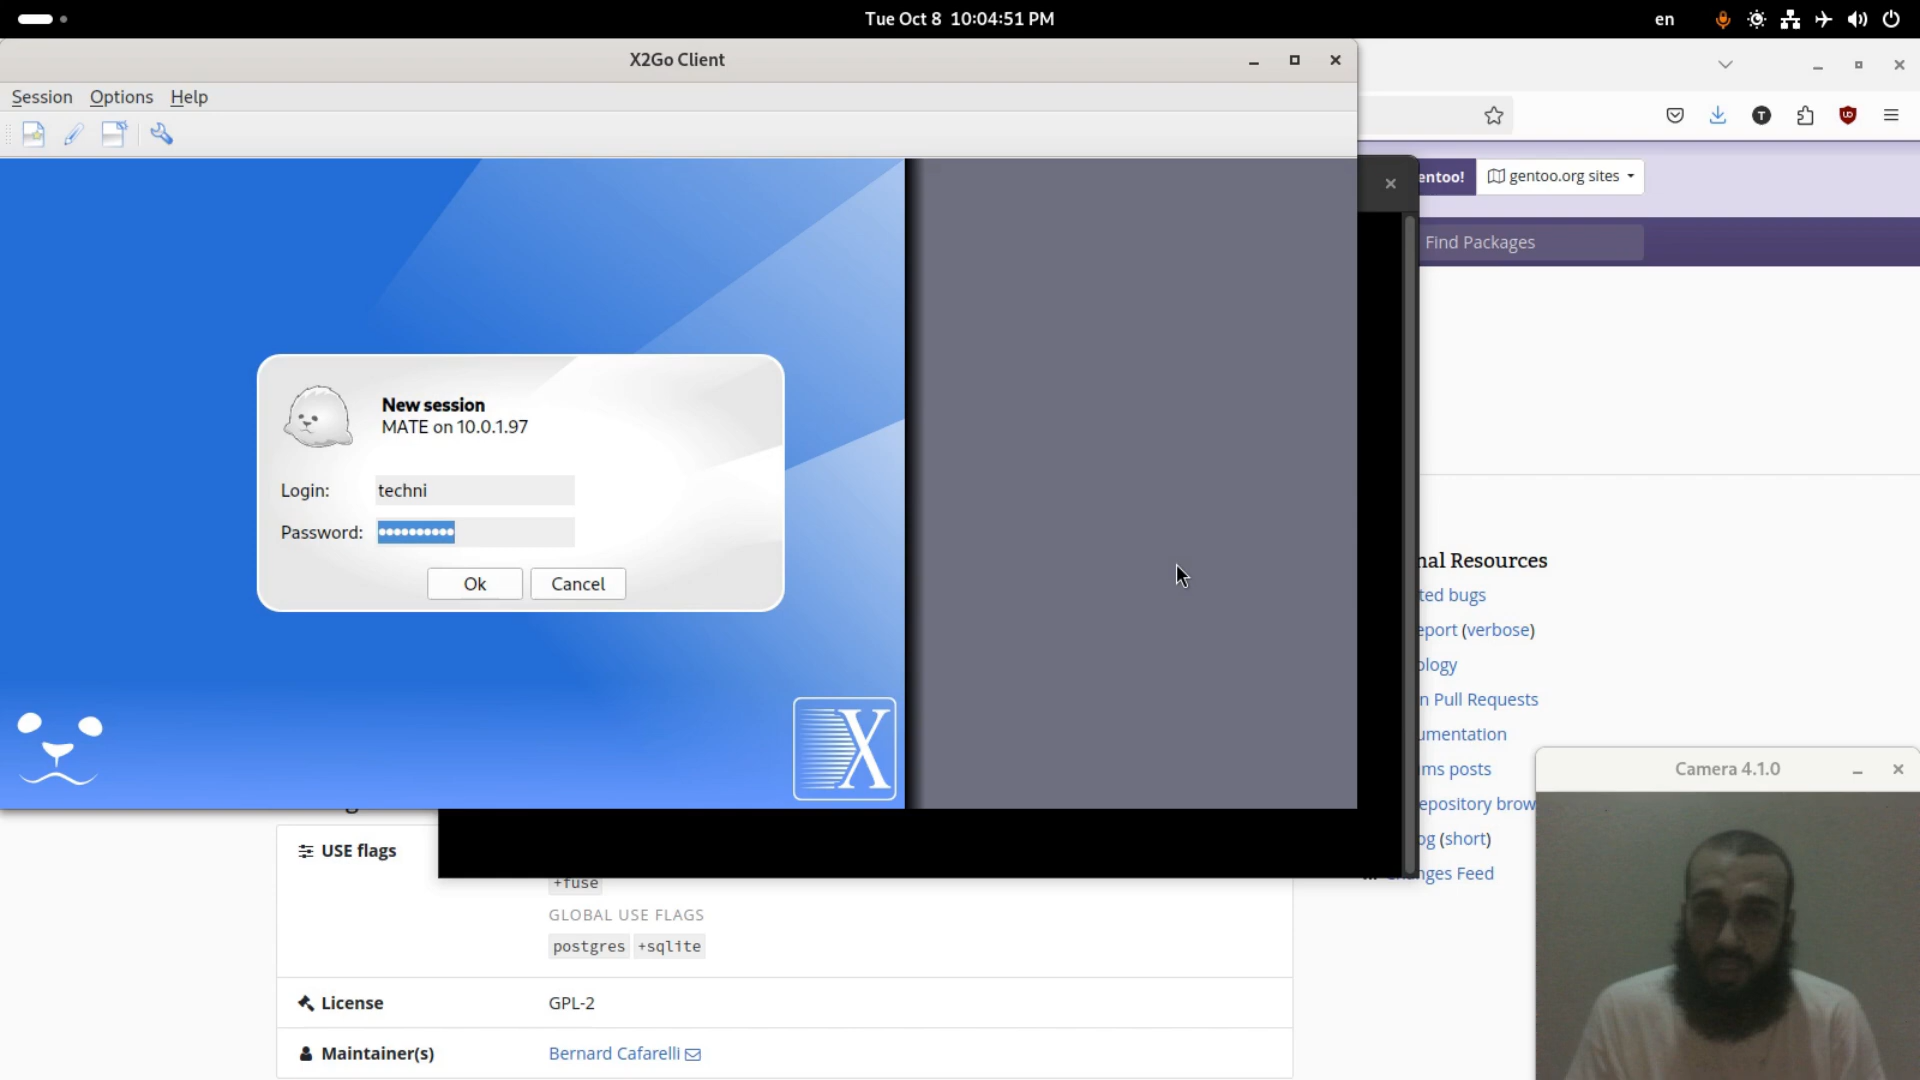 Tue Oct 8 10:04:51 PM
en
X2Go Client
Session Options Help
entoo!
gentoo.org sites
Find Packages
New session
MATE on 10.0.1.97
Login: techni
Password: ••••••••••
Ok Cancel
X
nal Resources
ted bugs
eport (verbose)
ology
n Pull Requests
umentation
ms posts
epository brow
og (short)
nges Feed
Camera 4.1.0
USE flags
+fuse
GLOBAL USE FLAGS
postgres +sqlite
License GPL-2
Maintainer(s) Bernard Cafarelli